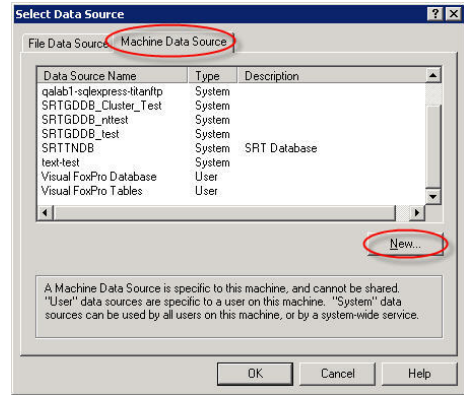 Select Data Source
File Data Source Machine Data Source
Data Source Name Type Description
qalab1-sqlexpress-titanftp System
SRTGDDB_Cluster_Test System
SRTGDDB_nttest System
SRTGDDB_test System
SRTTNDB System SRT Database
text-test System
Visual FoxPro Database User
Visual FoxPro Tables User
New...
A Machine Data Source is specific to this machine, and cannot be shared.
"User" data sources are specific to a user on this machine. "System" data
sources can be used by all users on this machine, or by a system-wide service.
OK Cancel Help